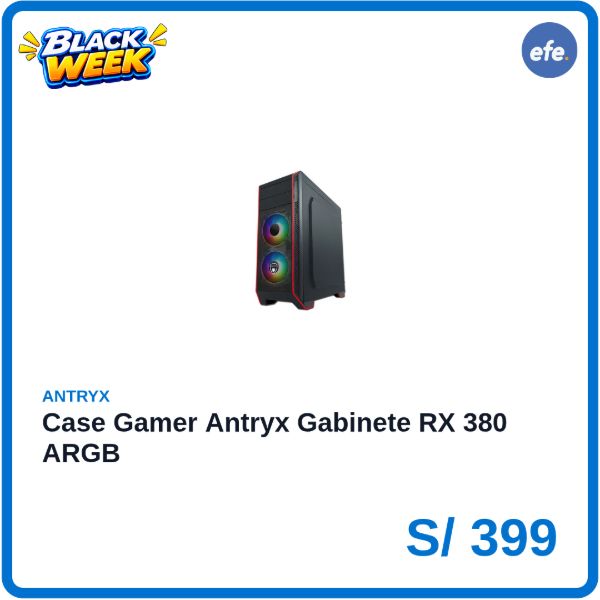 BLACK
WEEK
efe.
ANTRYX
Case Gamer Antryx Gabinete RX 380
ARGB
S/ 399